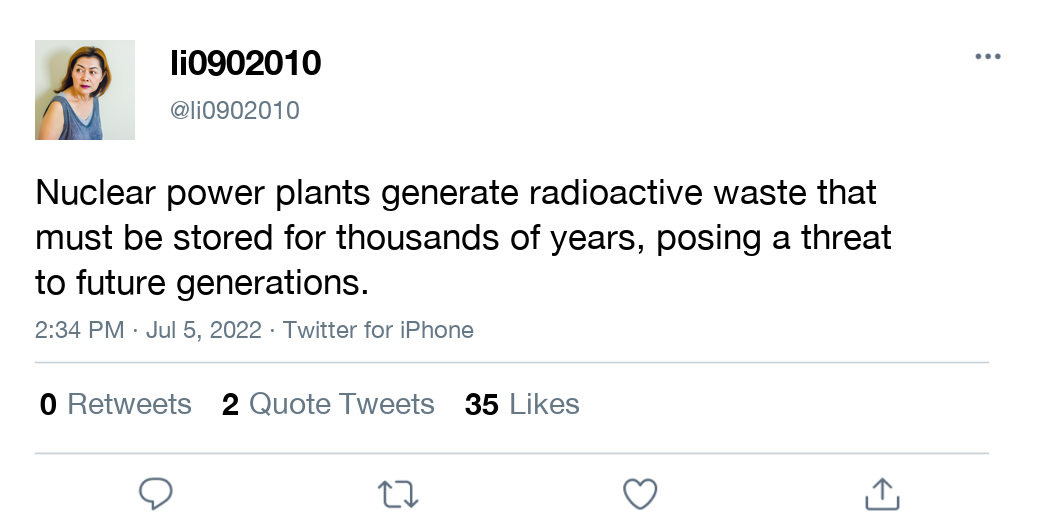 li0902010
@li0902010
Nuclear power plants generate radioactive waste that
must be stored for thousands of years, posing a threat
to future generations.
2:34 PM · Jul 5, 2022 · Twitter for iPhone
0 Retweets 2 Quote Tweets 35 Likes